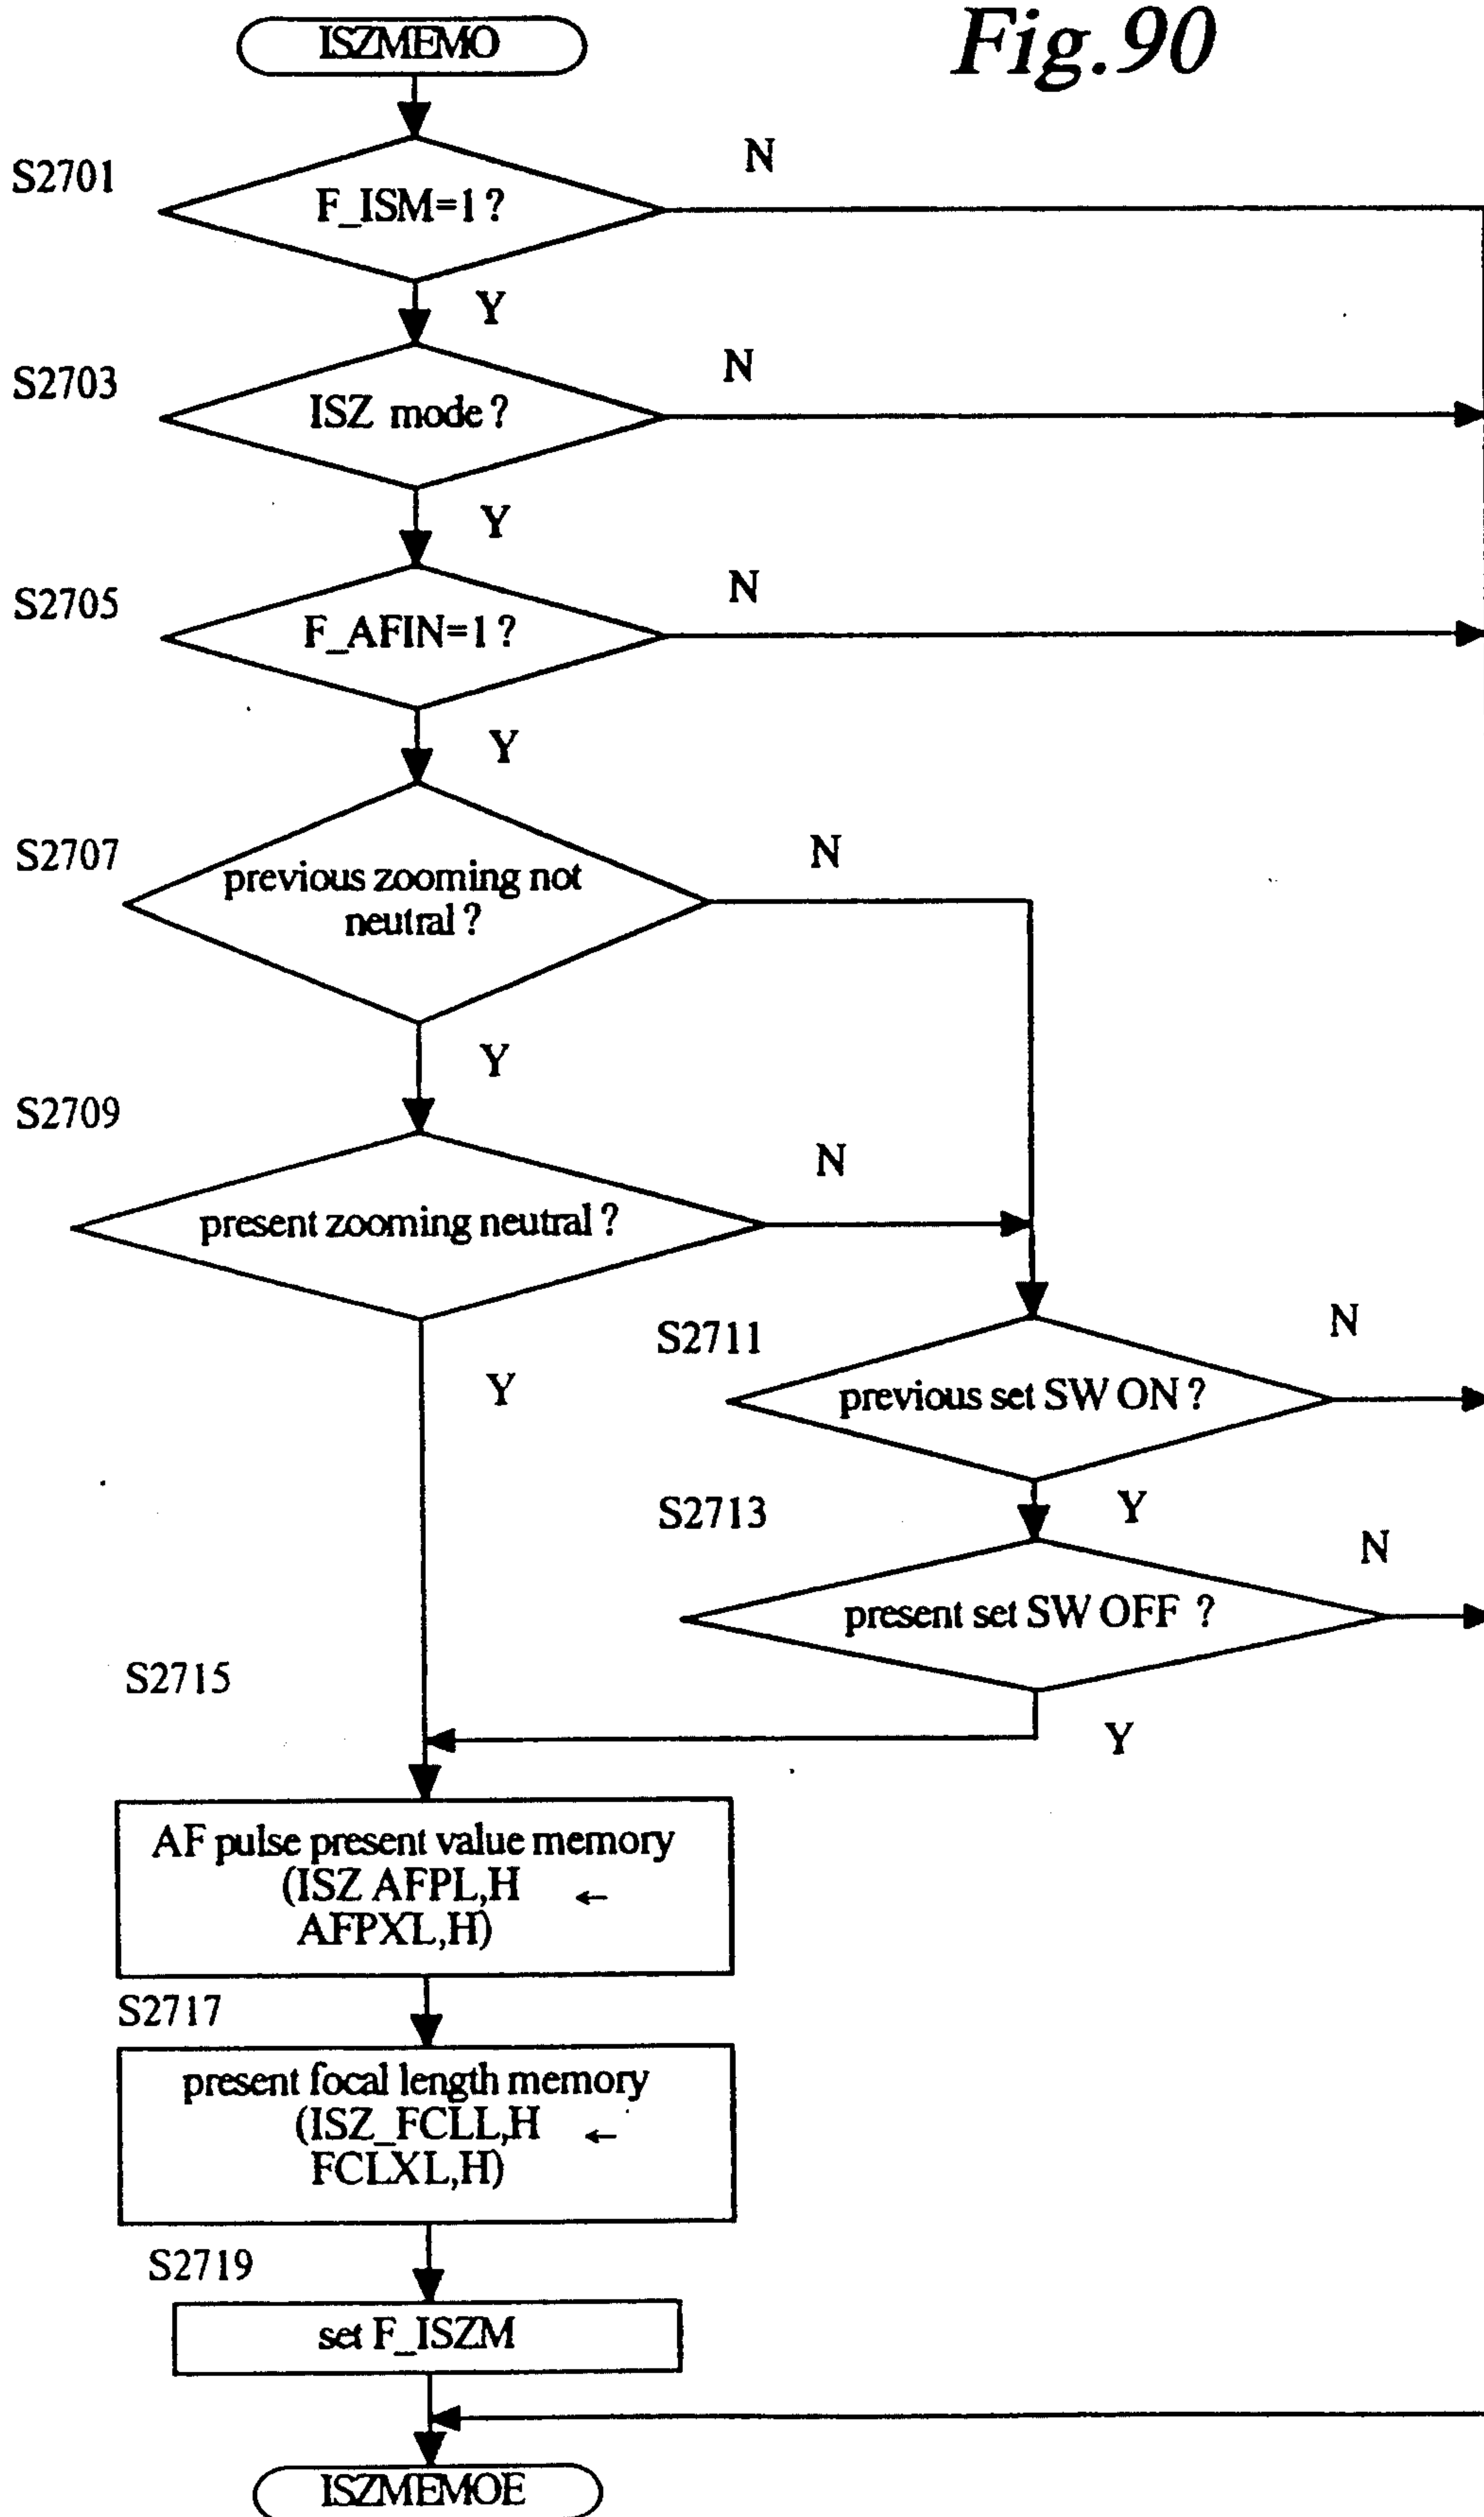 Fig.90
ISZMEMO
S2701
F_ISM=1 ?
N
Y
S2703
ISZ mode ?
N
Y
S2705
F_AFIN=1 ?
N
Y
S2707
previous zooming not
neutral ?
N
Y
S2709
present zooming neutral ?
N
Y
S2711
previous set SW ON ?
N
Y
S2713
present set SW OFF ?
N
Y
S2715
AF pulse present value memory
(ISZ AFPL,H ←
AFPXL,H)
S2717
present focal length memory
(ISZ_FCLL,H ←
FCLXL,H)
S2719
set F_ISZM
ISZMEMOE